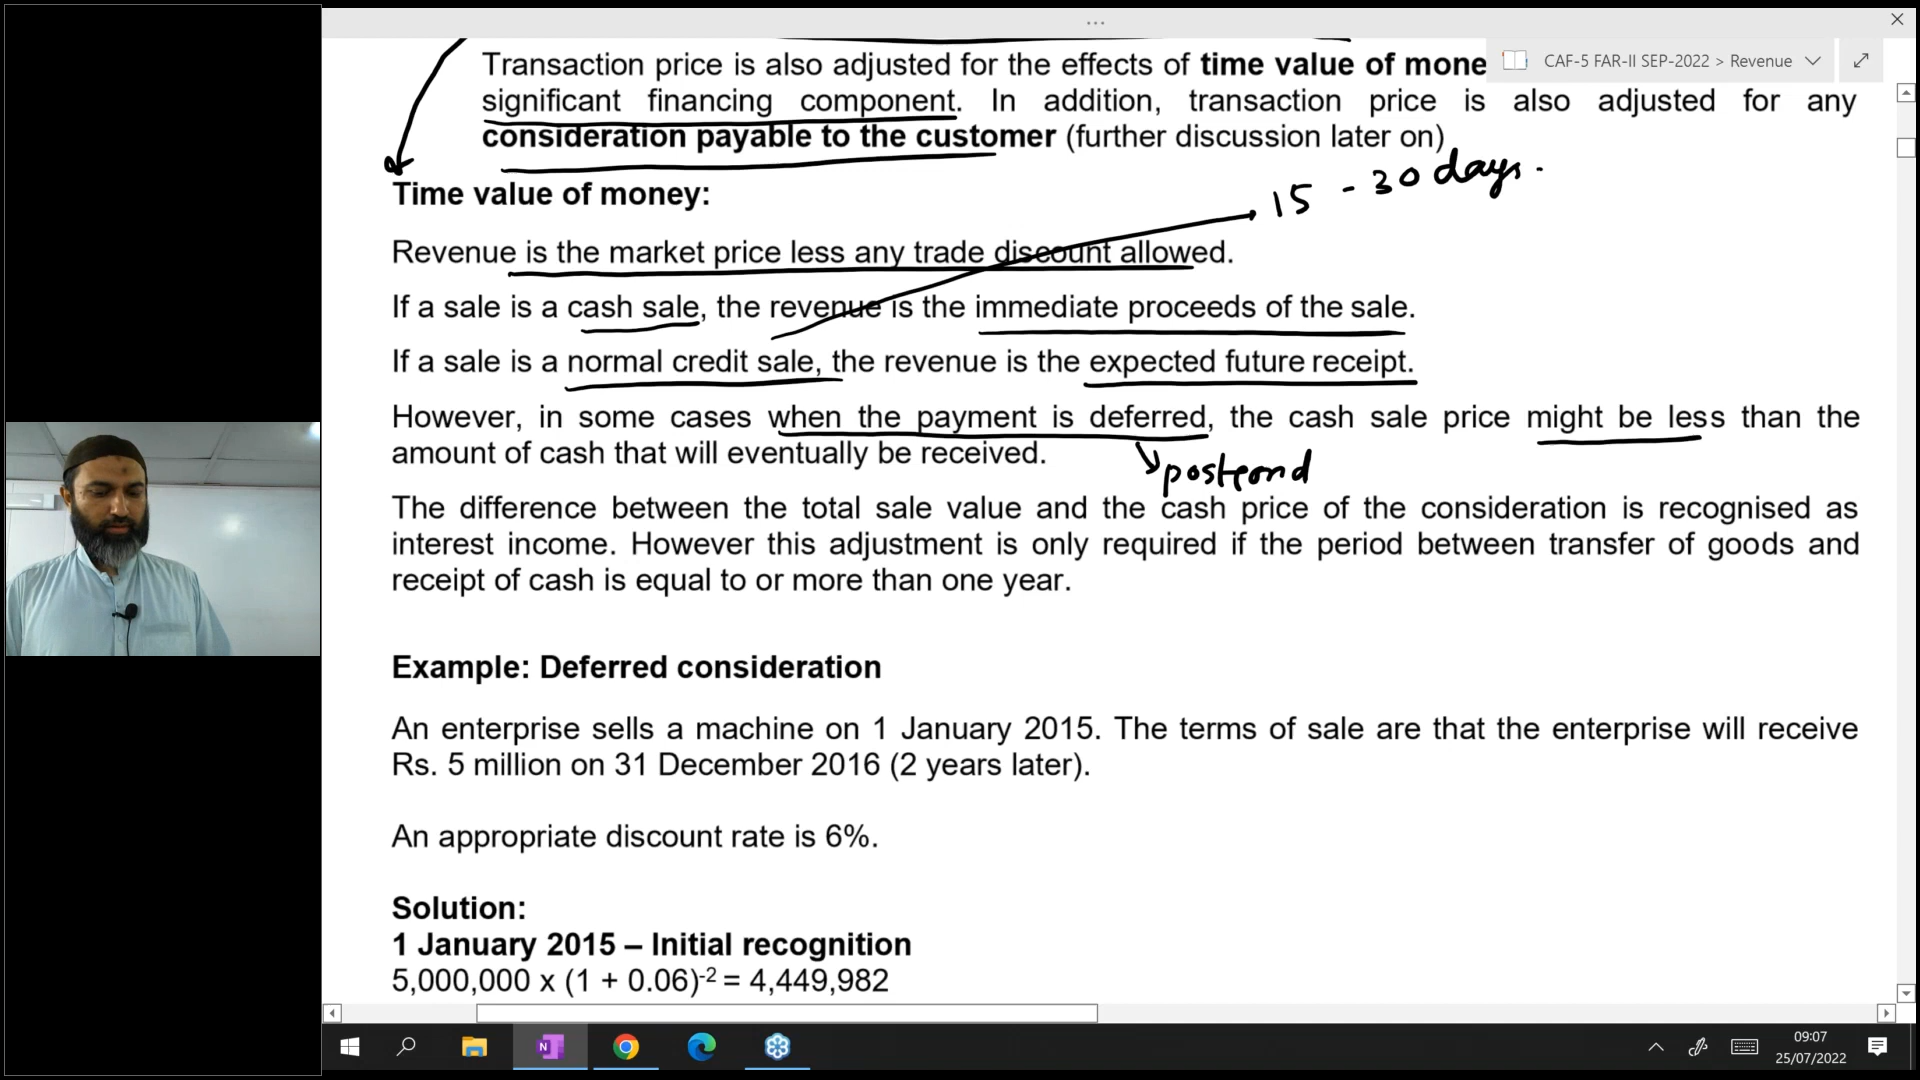 Transaction price is also adjusted for the effects of time value of mone
CAF-5 FAR-II SEP-2022 > Revenue
significant financing component. In addition, transaction price is also adjusted for any
consideration payable to the customer (further discussion later on)
Time value of money:
15 - 30 days.
Revenue is the market price less any trade discount allowed.
If a sale is a cash sale, the revenue is the immediate proceeds of the sale.
If a sale is a normal credit sale, the revenue is the expected future receipt.
However, in some cases when the payment is deferred, the cash sale price might be less than the
amount of cash that will eventually be received.
The difference between the total sale value and the cash price of the consideration is recognised as
interest income. However this adjustment is only required if the period between transfer of goods and
receipt of cash is equal to or more than one year.
Example: Deferred consideration
An enterprise sells a machine on 1 January 2015. The terms of sale are that the enterprise will receive
Rs. 5 million on 31 December 2016 (2 years later).
An appropriate discount rate is 6%.
Solution:
1 January 2015 – Initial recognition
5,000,000 x (1 + 0.06)⁻² = 4,449,982
N
09:07
25/07/2022